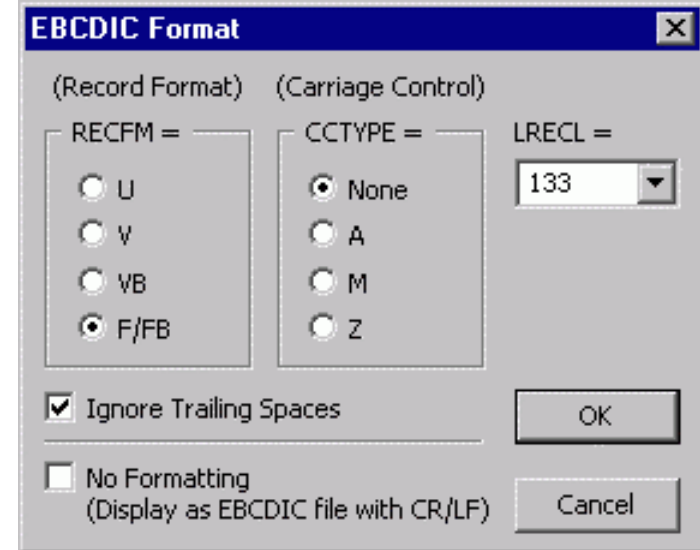 EBCDIC Format
(Record Format) (Carriage Control)
RECFM = CCTYPE = LRECL =
U None 133
V A
VB M
F/FB Z
Ignore Trailing Spaces OK
No Formatting
(Display as EBCDIC file with CR/LF) Cancel